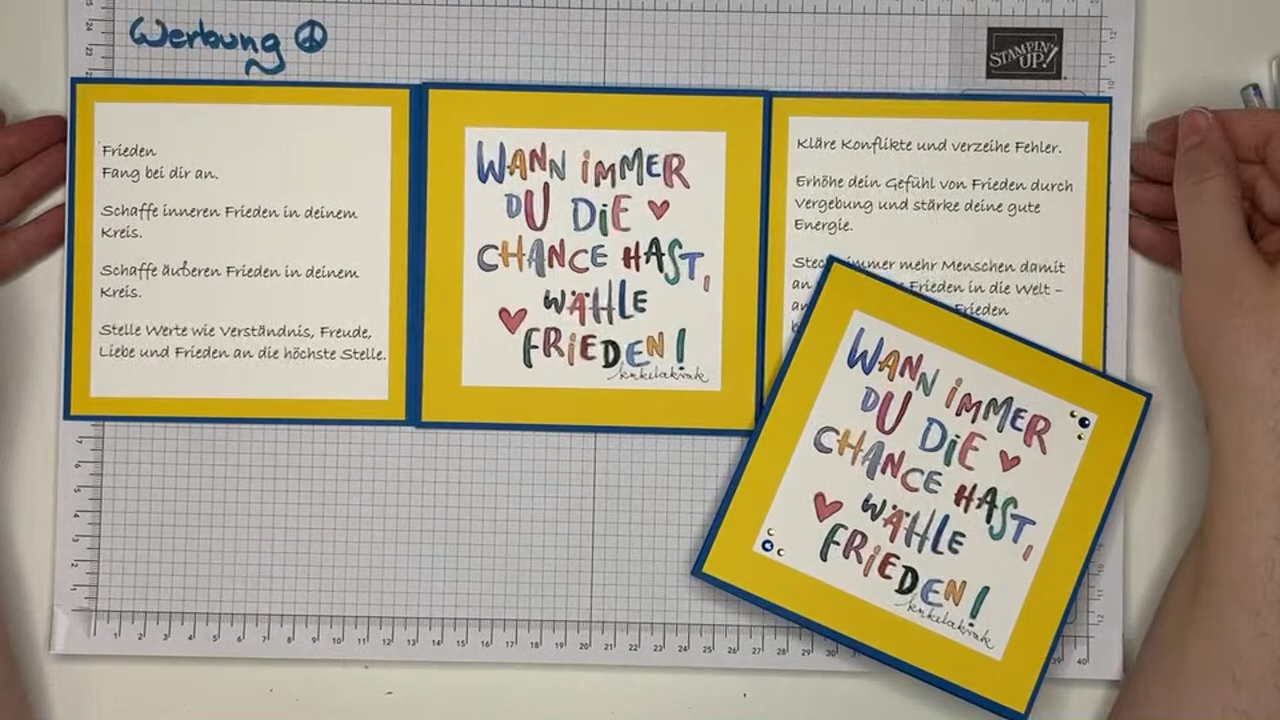 Werbung
STAMPIN' UP!
Frieden
Fang bei dir an.
Schaffe inneren Frieden in deinem
Kreis.
Schaffe äußeren Frieden in deinem
Kreis.
Stelle Werte wie Verständnis, Freude,
Liebe und Frieden an die höchste Stelle.
WANN iMMER
DU DiE
CHANCE HAST,
WÄHLE
FRiEDEN!
Kläre Konflikte und verzeihe Fehler.
Erhöhe dein Gefühl von Frieden durch
Vergebung und stärke deine gute
Energie.
immer mehr Menschen damit
an Frieden in die Welt –
Frieden
WANN iMMER
DU DiE
CHANCE HAST,
WÄHLE
FRiEDEN!